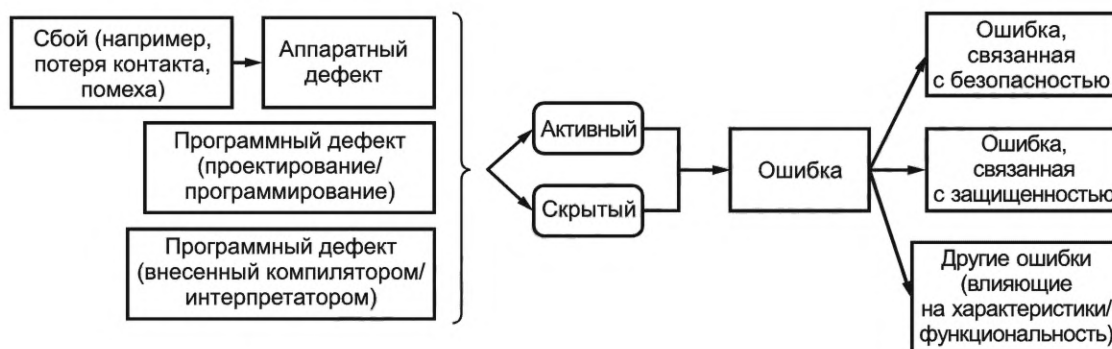 Сбой (например,
потеря контакта,
помеха)
Аппаратный
дефект
Программный дефект
(проектирование/
программирование)
Программный дефект
(внесенный компилятором/
интерпретатором)
Активный
Скрытый
Ошибка
Ошибка,
связанная
с безопасностью
Ошибка,
связанная
с защищенностью
Другие ошибки
(влияющие
на характеристики/
функциональность)